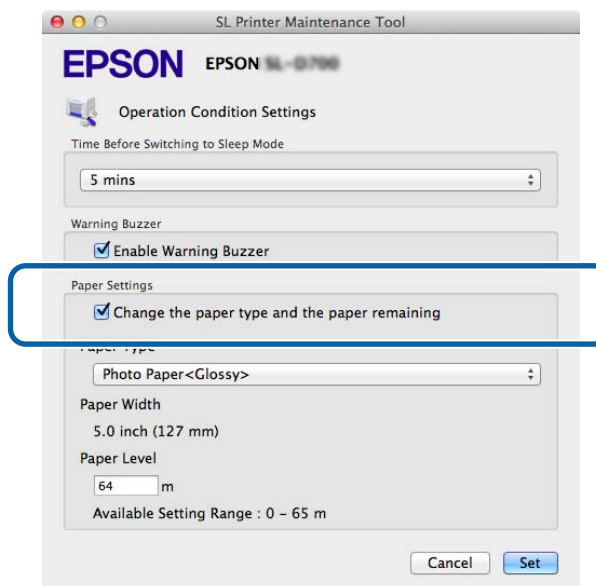 SL Printer Maintenance Tool
EPSON EPSON
Operation Condition Settings
Time Before Switching to Sleep Mode
5 mins
Warning Buzzer
Enable Warning Buzzer
Paper Settings
Change the paper type and the paper remaining
Paper Type
Photo Paper<Glossy>
Paper Width
5.0 inch (127 mm)
Paper Level
64 m
Available Setting Range : 0 – 65 m
Cancel Set